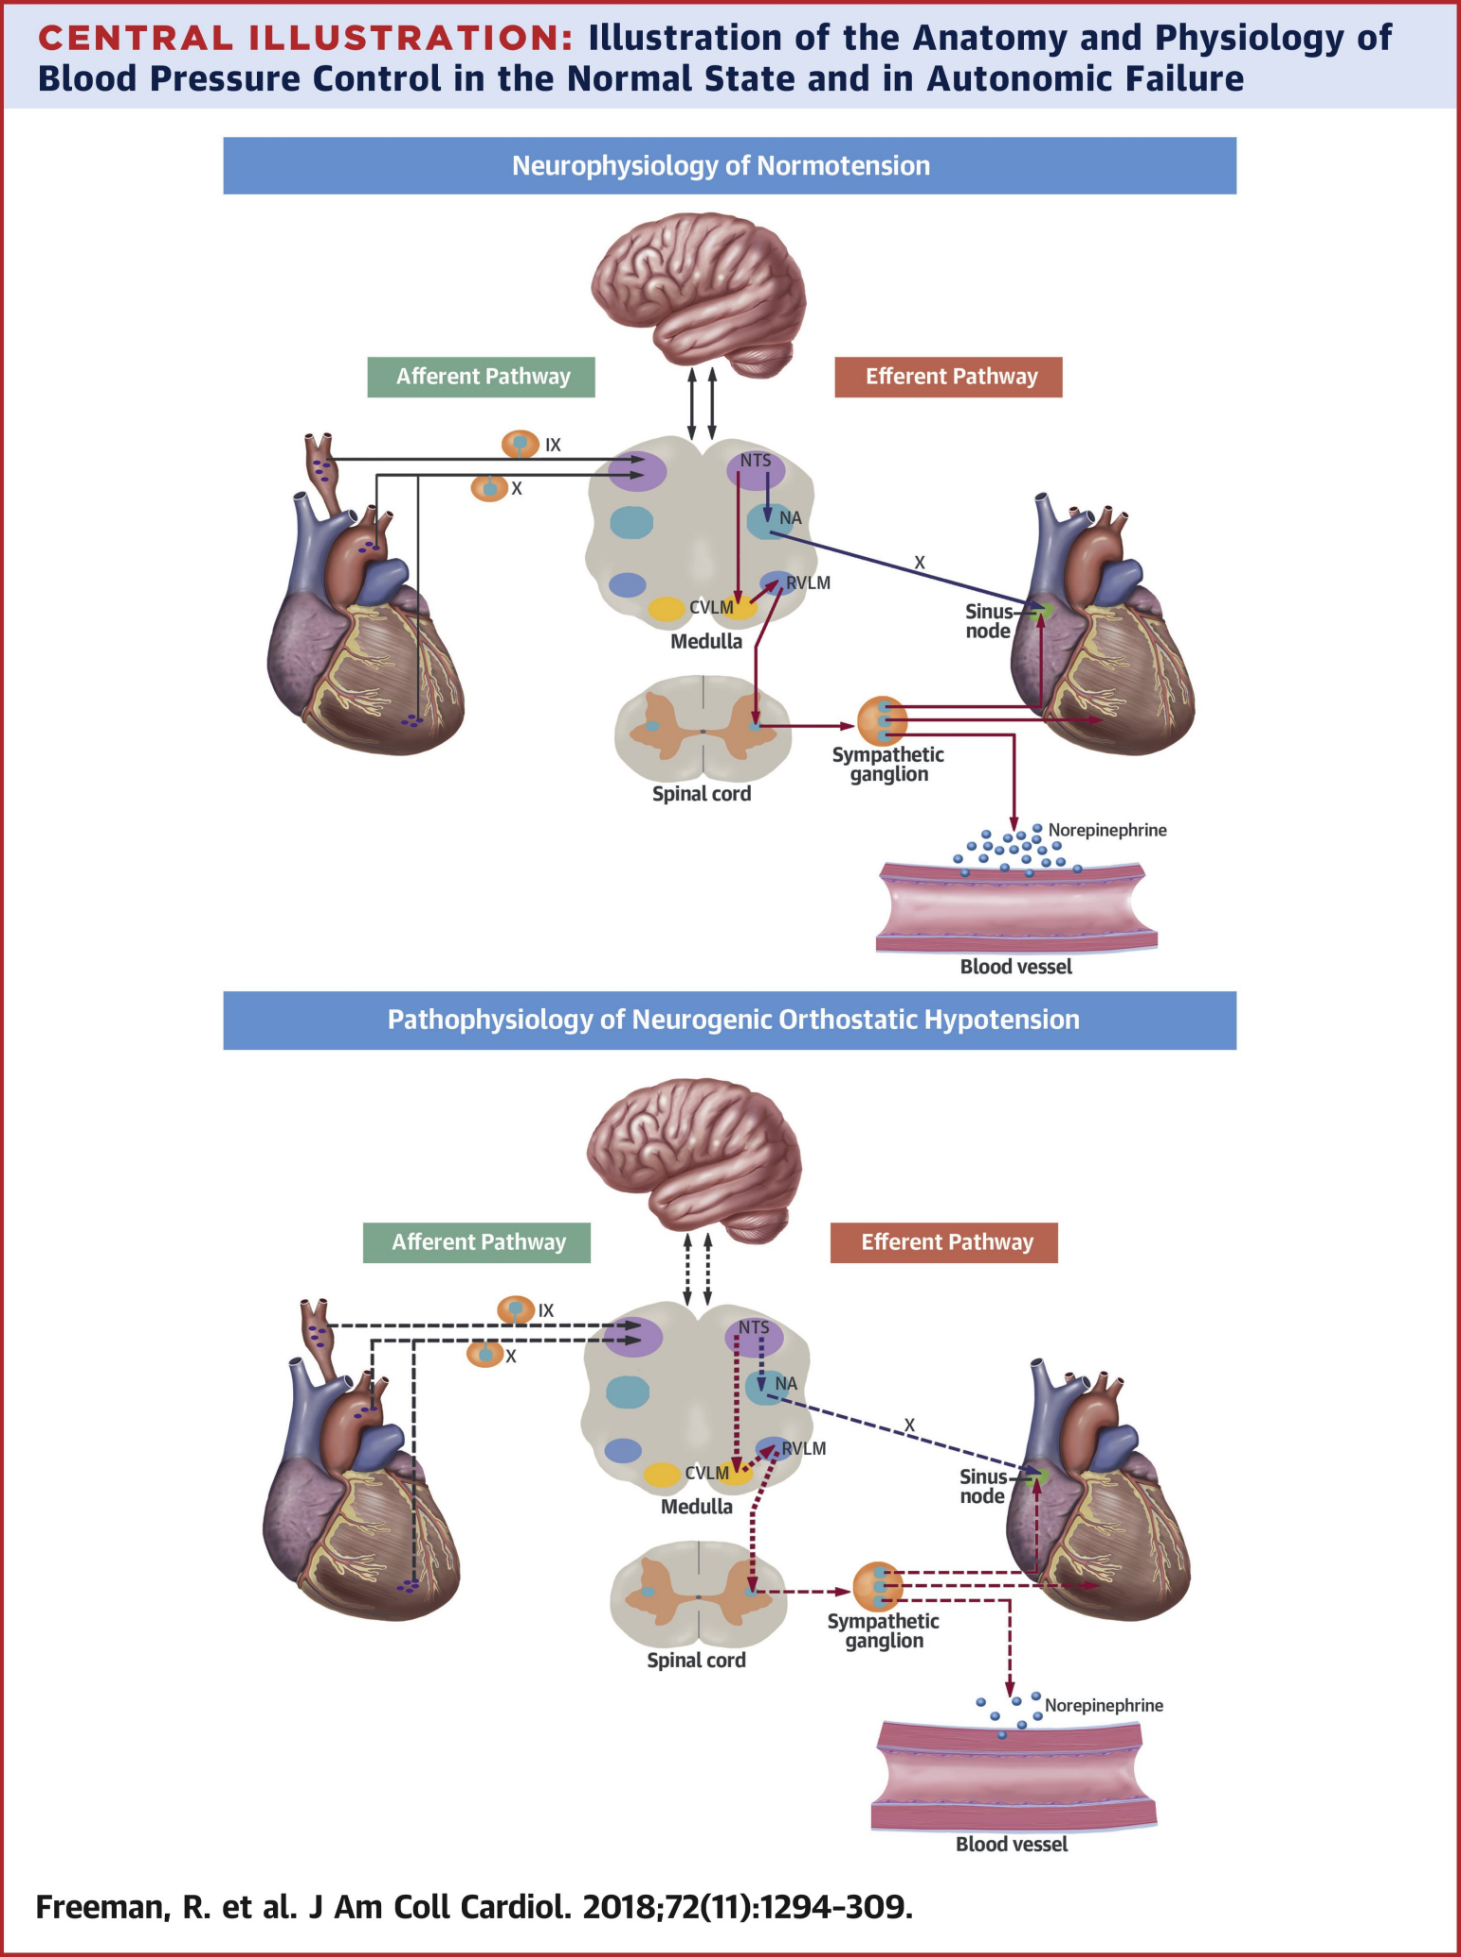 CENTRAL ILLUSTRATION: Illustration of the Anatomy and Physiology of
Blood Pressure Control in the Normal State and in Autonomic Failure
Neurophysiology of Normotension
Afferent Pathway
Efferent Pathway
IX
X
NTS
NA
X
RVLM
CVLM
Medulla
Sinus
node
Sympathetic
ganglion
Spinal cord
Norepinephrine
Blood vessel
Pathophysiology of Neurogenic Orthostatic Hypotension
Afferent Pathway
Efferent Pathway
IX
X
NTS
NA
X
RVLM
CVLM
Medulla
Sinus
node
Sympathetic
ganglion
Spinal cord
Norepinephrine
Blood vessel
Freeman, R. et al. J Am Coll Cardiol. 2018;72(11):1294–309.